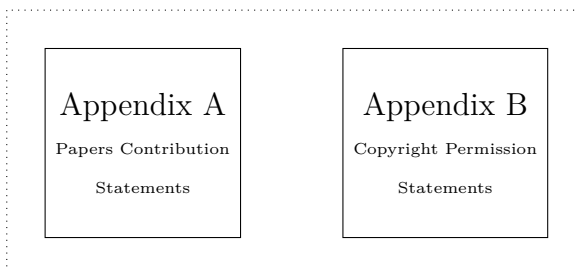 Appendix A
Papers Contribution
Statements
Appendix B
Copyright Permission
Statements